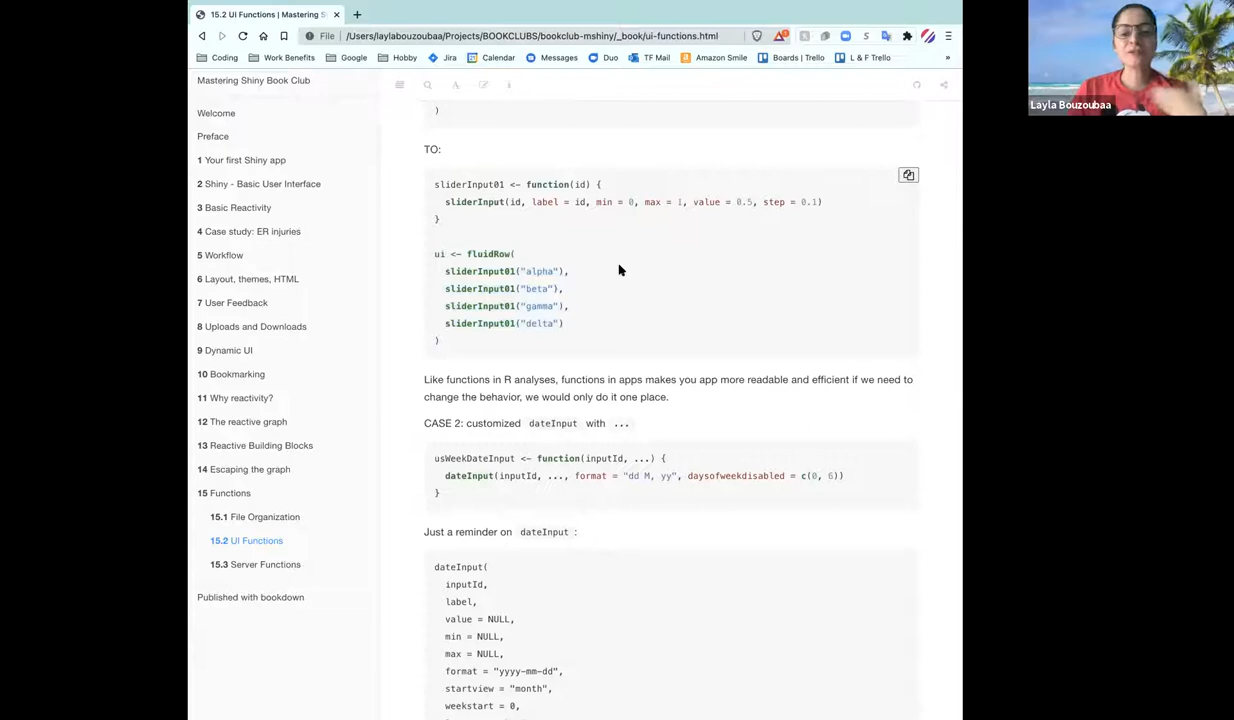 15.2 UI Functions | Mastering S
File
/Users/laylabouzoubaa/Projects/BOOKCLUBS/bookclub-mshiny/_book/ui-functions.html
Coding
Work Benefits
Google
Hobby
Jira
Calendar
Messages
Duo
TF Mail
Amazon Smile
Boards | Trello
L & F Trello
»
Layla Bouzoubaa
Mastering Shiny Book Club
Welcome
Preface
1 Your first Shiny app
2 Shiny - Basic User Interface
3 Basic Reactivity
4 Case study: ER injuries
5 Workflow
6 Layout, themes, HTML
7 User Feedback
8 Uploads and Downloads
9 Dynamic UI
10 Bookmarking
11 Why reactivity?
12 The reactive graph
13 Reactive Building Blocks
14 Escaping the graph
15 Functions
15.1 File Organization
15.2 UI Functions
15.3 Server Functions
Published with bookdown
)
TO:
sliderInput01 <- function(id) {
sliderInput(id, label = id, min = 0, max = 1, value = 0.5, step = 0.1)
}
ui <- fluidRow(
sliderInput01("alpha"),
sliderInput01("beta"),
sliderInput01("gamma"),
sliderInput01("delta")
)
Like functions in R analyses, functions in apps makes you app more readable and efficient if we need to
change the behavior, we would only do it one place.
CASE 2: customized dateInput with ...
usWeekDateInput <- function(inputId, ...) {
dateInput(inputId, ..., format = "dd M, yy", daysofweekdisabled = c(0, 6))
}
Just a reminder on dateInput :
dateInput(
inputId,
label,
value = NULL,
min = NULL,
max = NULL,
format = "yyyy-mm-dd",
startview = "month",
weekstart = 0,